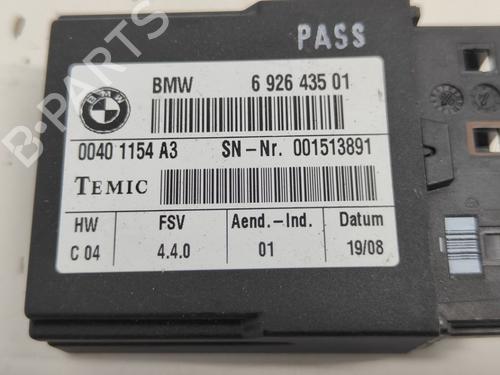 PASS
BMW
BMW 6 926 435 01
0040 1154 A3 SN-Nr. 001513891
TEMIC
HW FSV Aend.-Ind. Datum
C 04 4.4.0 01 19/08
B-PARTS